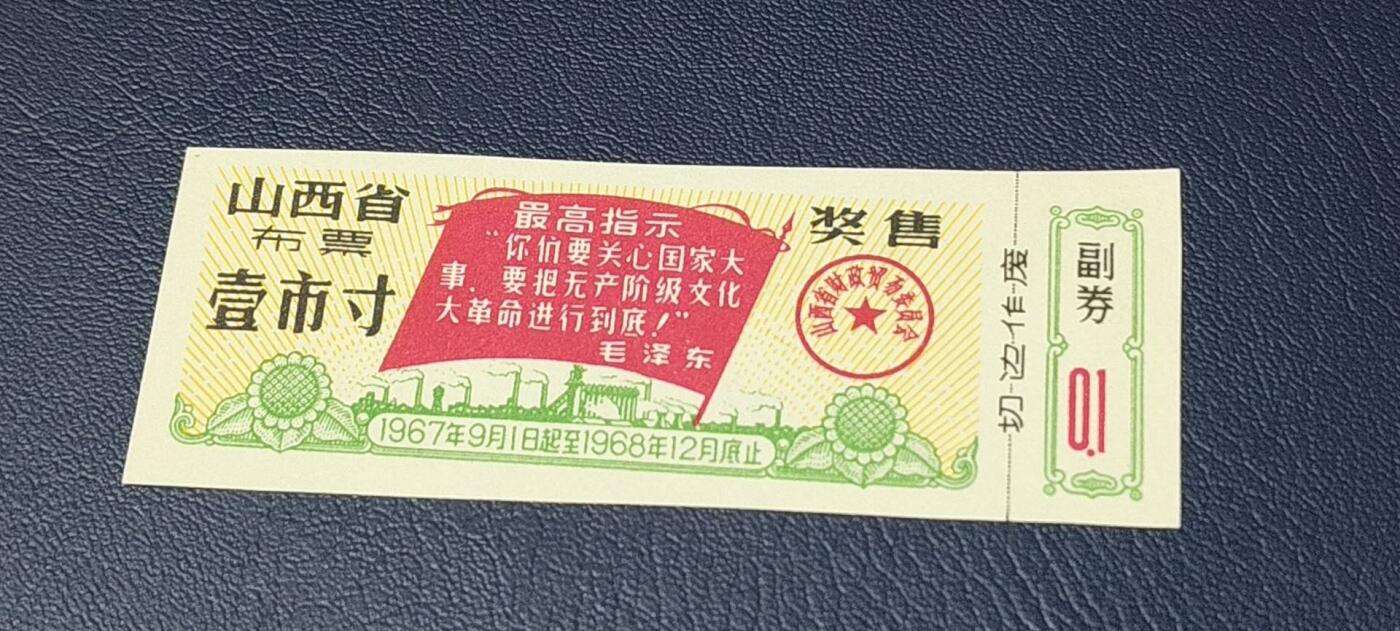 山西省
布票
壹市寸
最高指示
“你们要关心国家大
事,要把无产阶级文化
大革命进行到底!”
毛泽东
奖售
山西省财政贸易委员会
1967年9月1日起至1968年12月底止
切边作废
副券
0.1